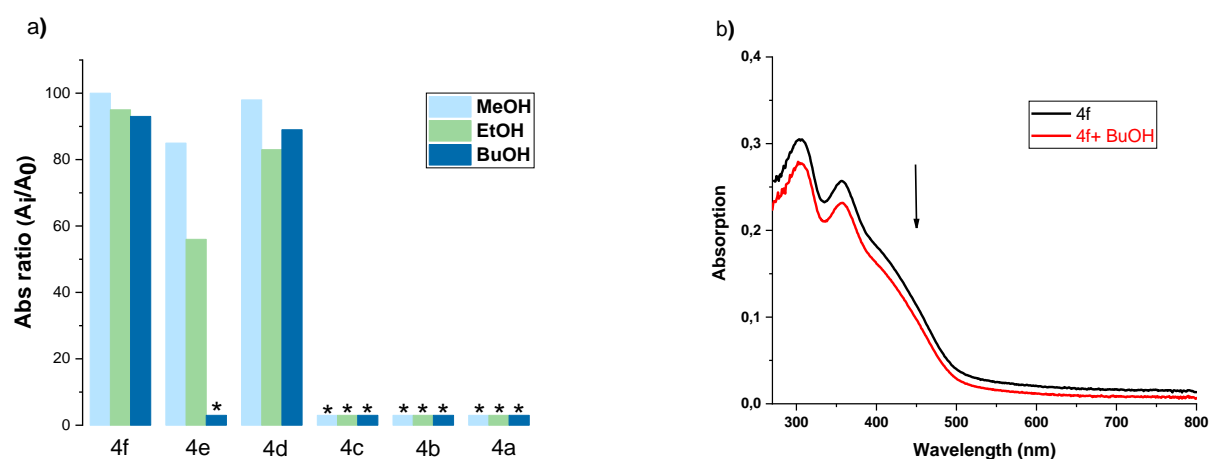 a)
Abs ratio (Ai/A0)
100
80
60
40
20
0
MeOH
EtOH
BuOH
*
* * *
* * *
* * *
4f 4e 4d 4c 4b 4a
b)
Absorption
0,4
0,3
0,2
0,1
0,0
4f
4f+ BuOH
300 400 500 600 700 800
Wavelength (nm)